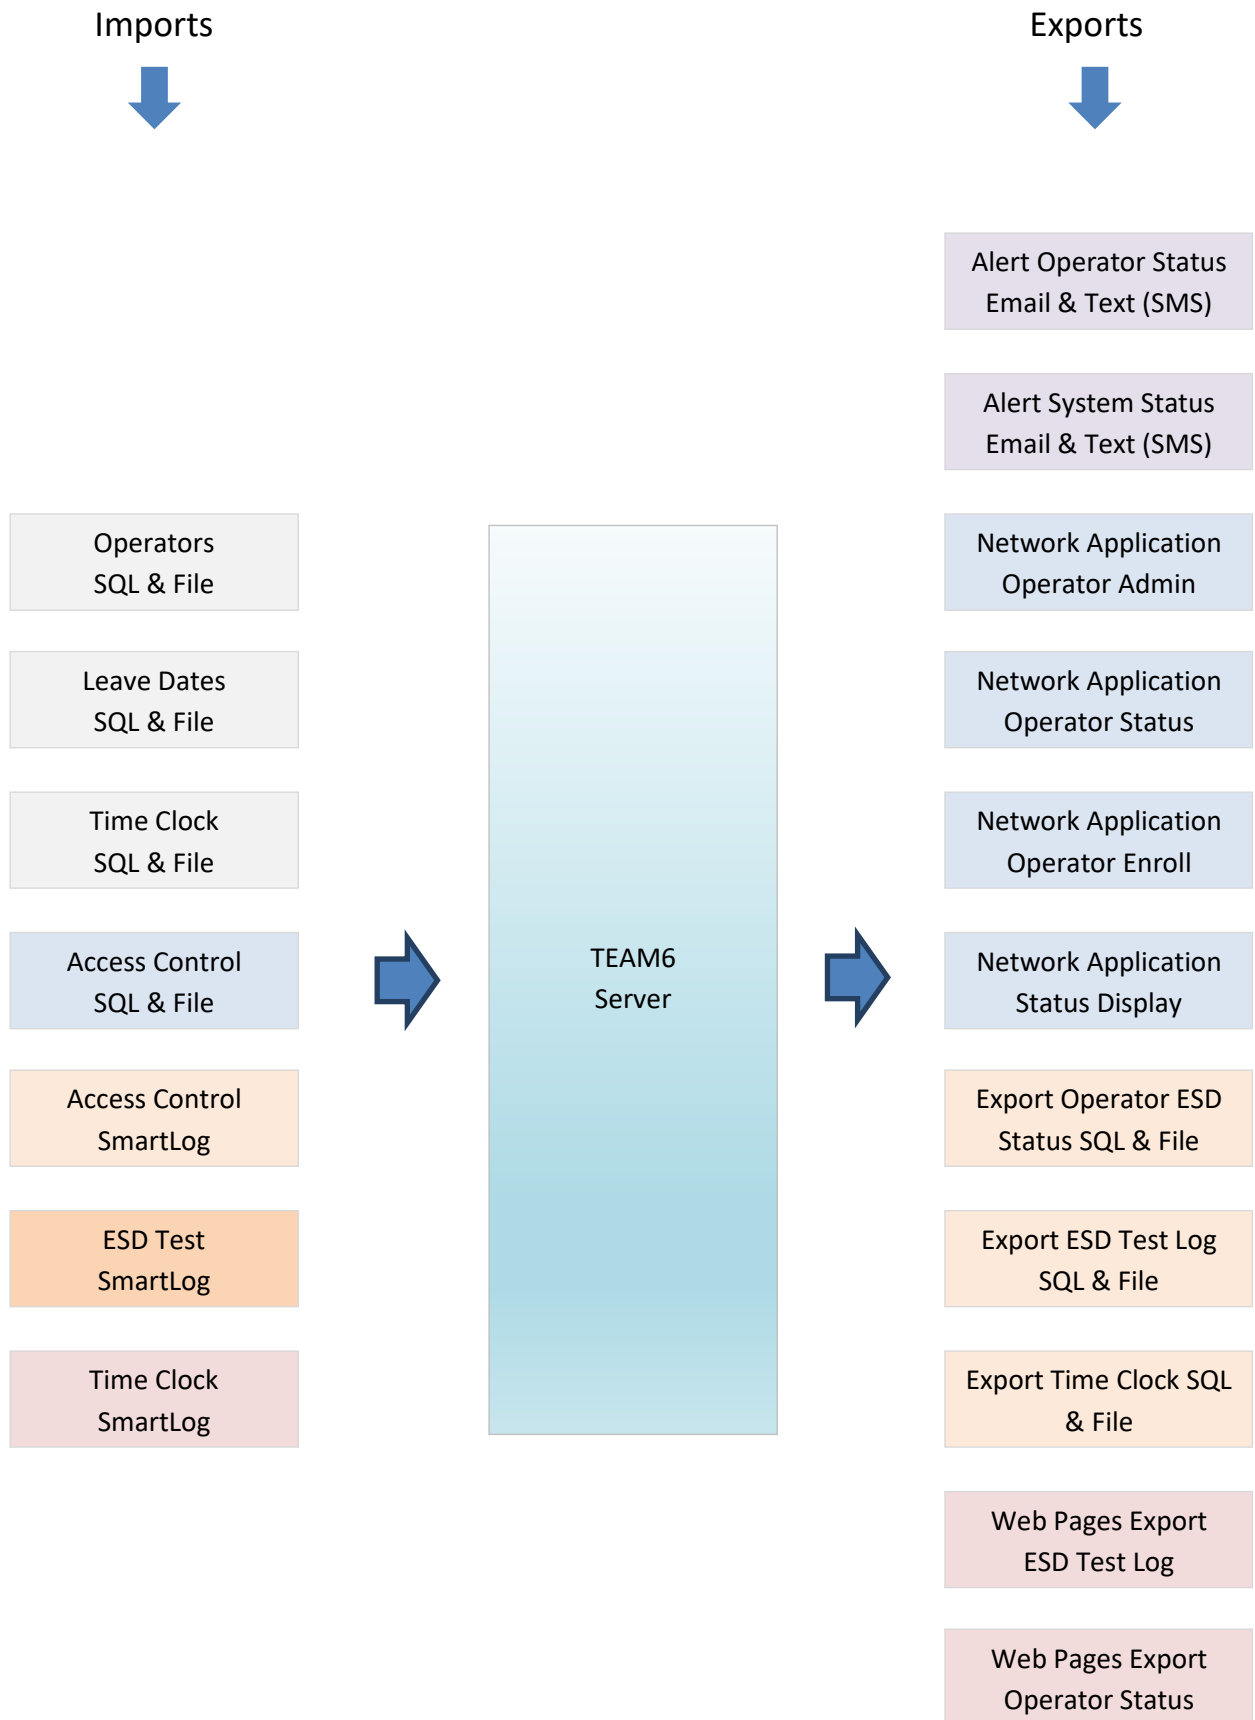 Imports
Exports
Alert Operator Status
Email & Text (SMS)
Alert System Status
Email & Text (SMS)
Operators
SQL & File
Leave Dates
SQL & File
Time Clock
SQL & File
Access Control
SQL & File
Access Control
SmartLog
ESD Test
SmartLog
Time Clock
SmartLog
TEAM6
Server
Network Application
Operator Admin
Network Application
Operator Status
Network Application
Operator Enroll
Network Application
Status Display
Export Operator ESD
Status SQL & File
Export ESD Test Log
SQL & File
Export Time Clock SQL
& File
Web Pages Export
ESD Test Log
Web Pages Export
Operator Status